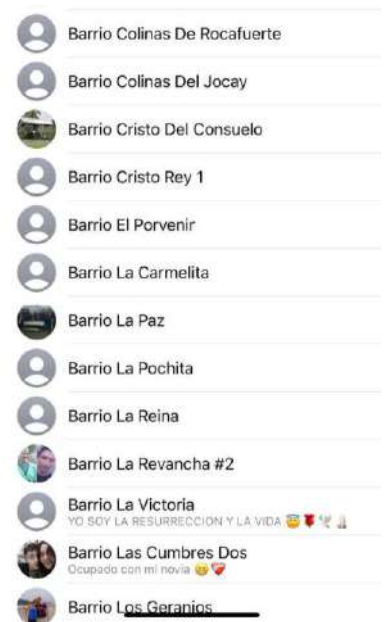 Barrio Colinas De Rocafuerte
Barrio Colinas Del Jocay
Barrio Cristo Del Consuelo
Barrio Cristo Rey 1
Barrio El Porvenir
Barrio La Carmelita
Barrio La Paz
Barrio La Pochita
Barrio La Reina
Barrio La Revancha #2
Barrio La Victoria
YO SOY LA RESURRECCION Y LA VIDA 😇🌹🕊🙏
Barrio Las Cumbres Dos
Ocupado con mi novia 😁💝
Barrio Los Geranios